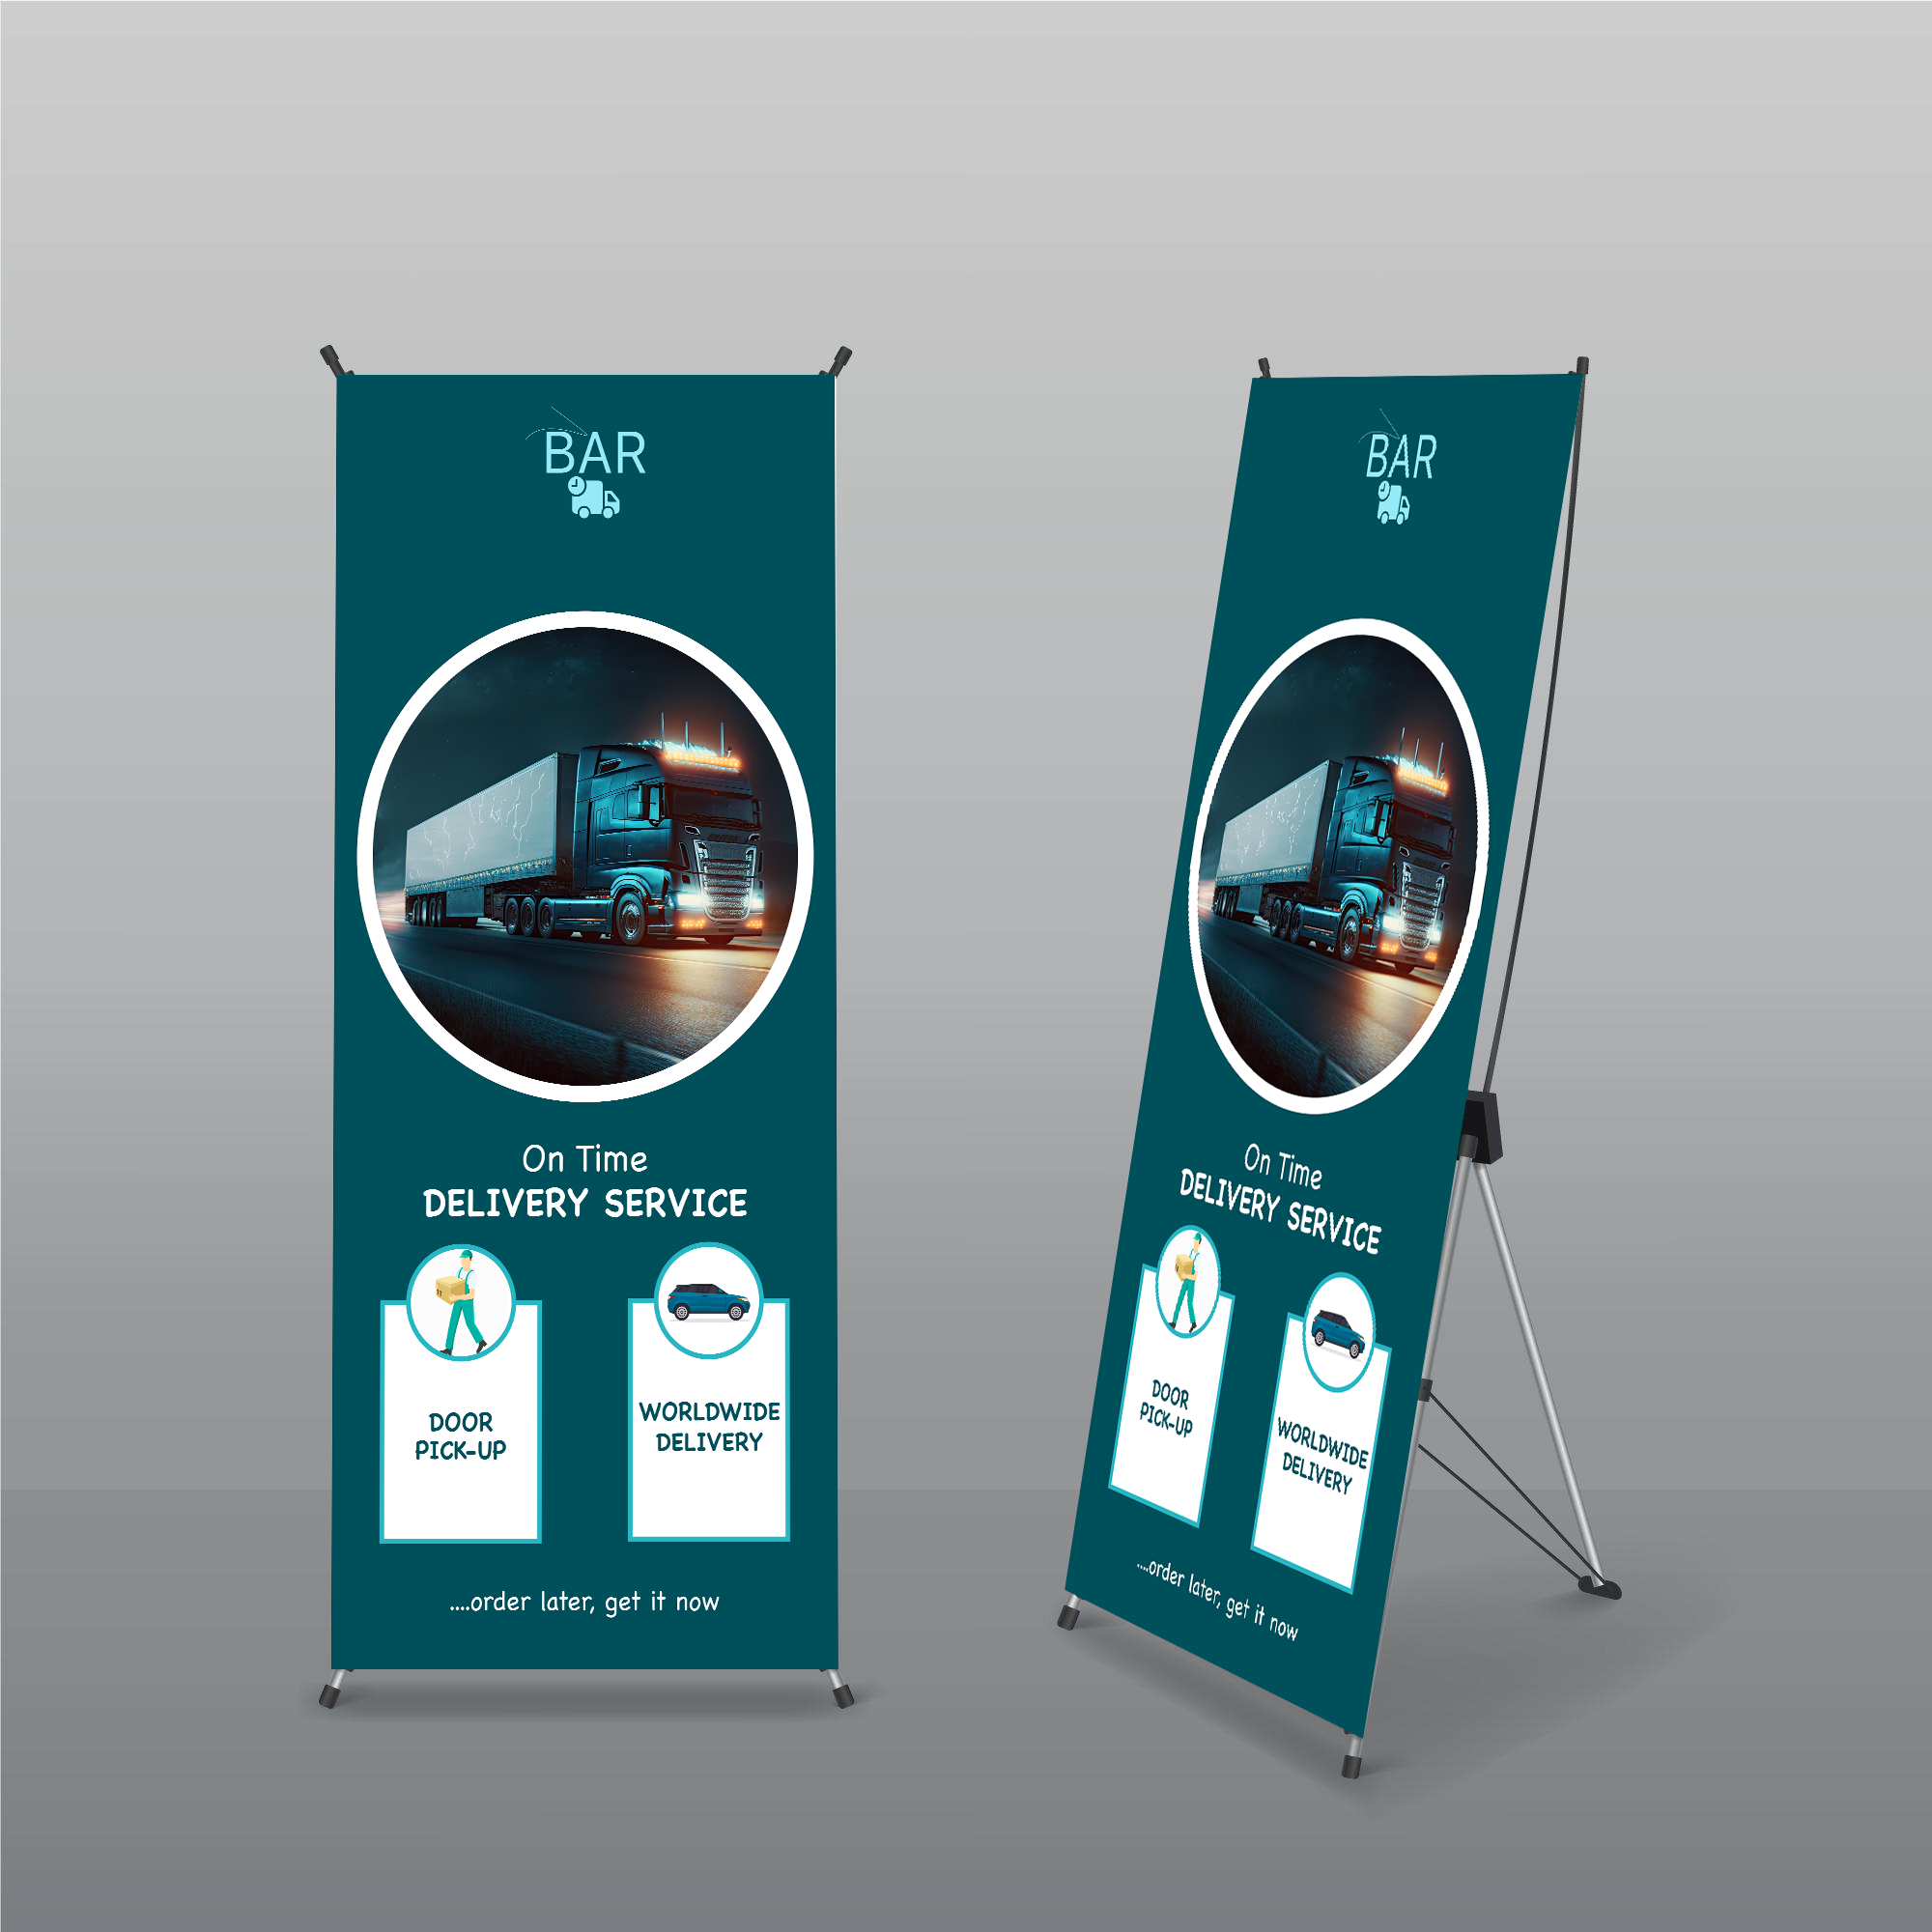 BAR
On Time
DELIVERY SERVICE
DOOR
PICK-UP
WORLDWIDE
DELIVERY
....order later, get it now
BAR
On Time
DELIVERY SERVICE
DOOR
PICK-UP
WORLDWIDE
DELIVERY
....order later, get it now